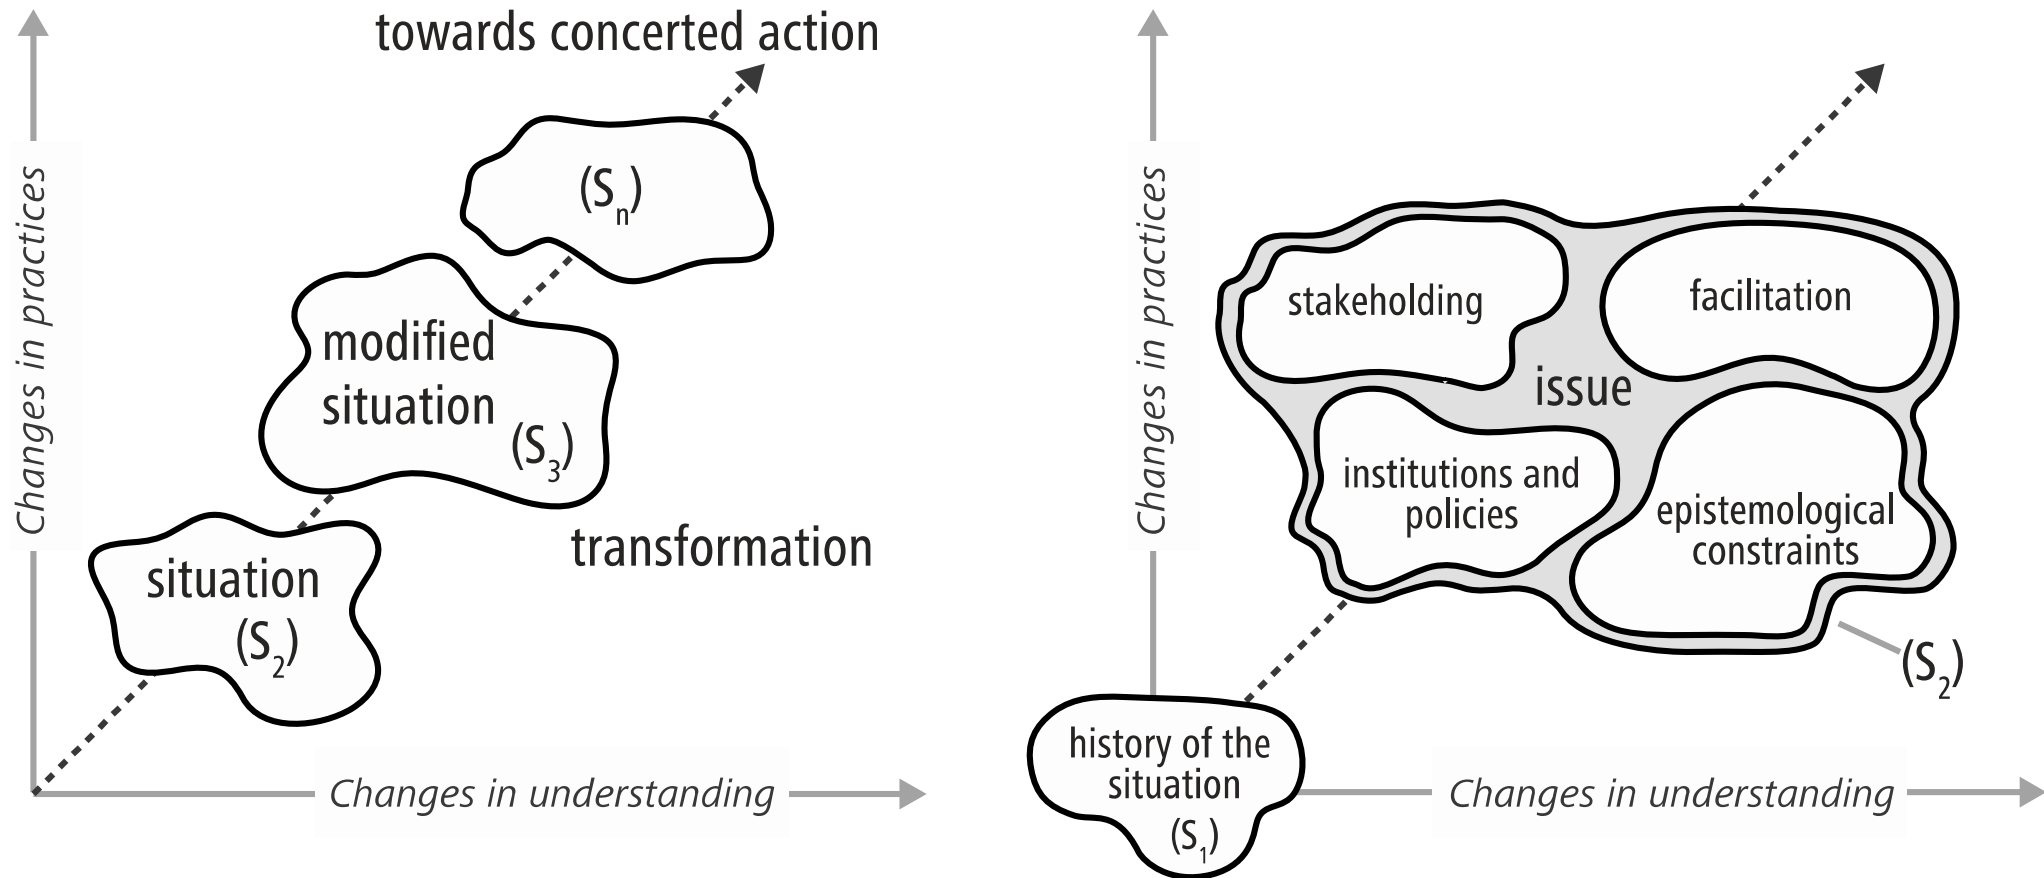 towards concerted action
Changes in practices
(Sn)
modified
situation
(S3)
transformation
situation
(S2)
Changes in understanding
Changes in practices
stakeholding
facilitation
issue
institutions and
policies
epistemological
constraints
(S2)
history of the
situation
(S1)
Changes in understanding